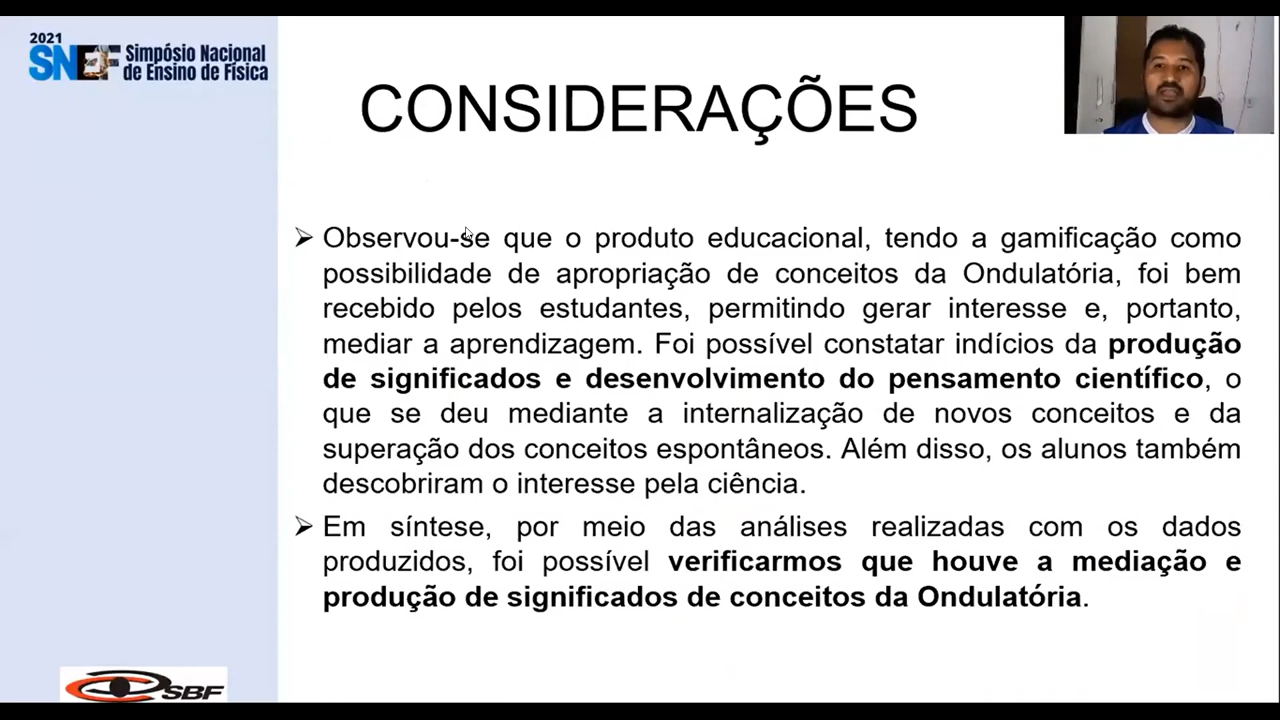 2021
SNEF Simpósio Nacional
de Ensino de Física
CONSIDERAÇÕES
Observou-se que o produto educacional, tendo a gamificação como
possibilidade de apropriação de conceitos da Ondulatória, foi bem
recebido pelos estudantes, permitindo gerar interesse e, portanto,
mediar a aprendizagem. Foi possível constatar indícios da produção
de significados e desenvolvimento do pensamento científico, o
que se deu mediante a internalização de novos conceitos e da
superação dos conceitos espontâneos. Além disso, os alunos também
descobriram o interesse pela ciência.
Em síntese, por meio das análises realizadas com os dados
produzidos, foi possível verificarmos que houve a mediação e
produção de significados de conceitos da Ondulatória.
SBF